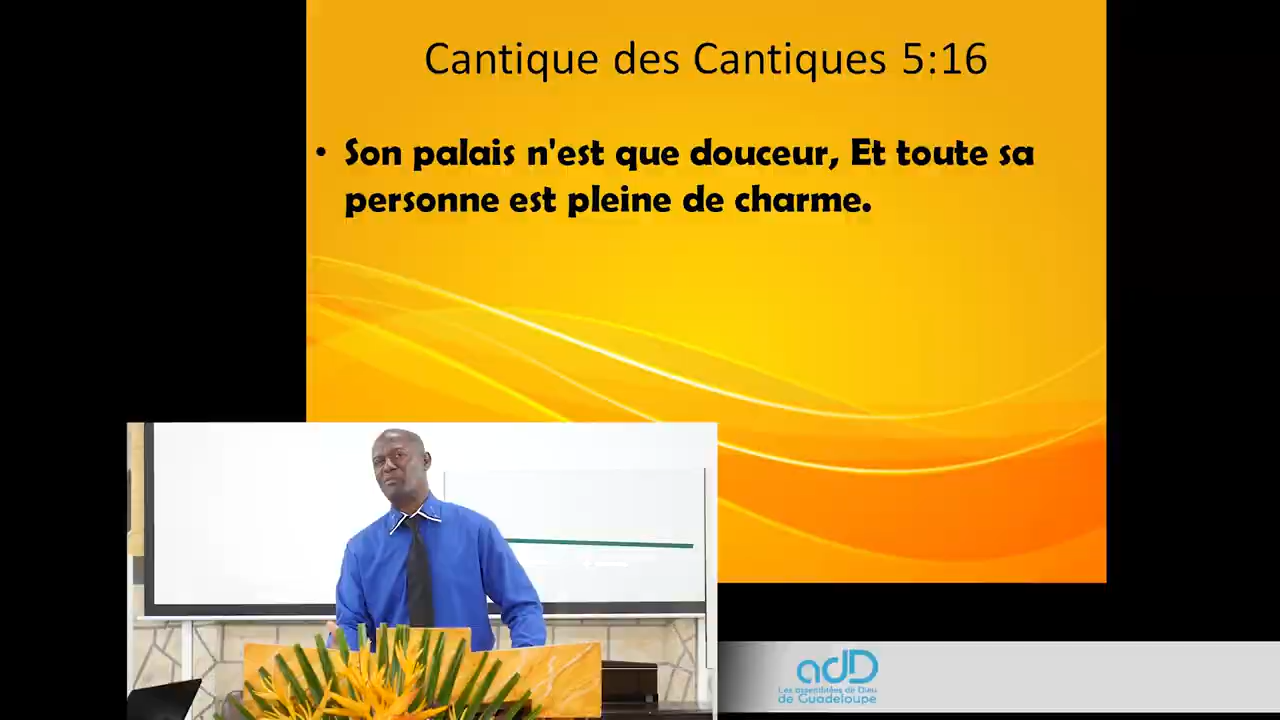 Cantique des Cantiques 5:16
• Son palais n'est que douceur, Et toute sa
personne est pleine de charme.
adD
Les assemblées de Dieu
de Guadeloupe